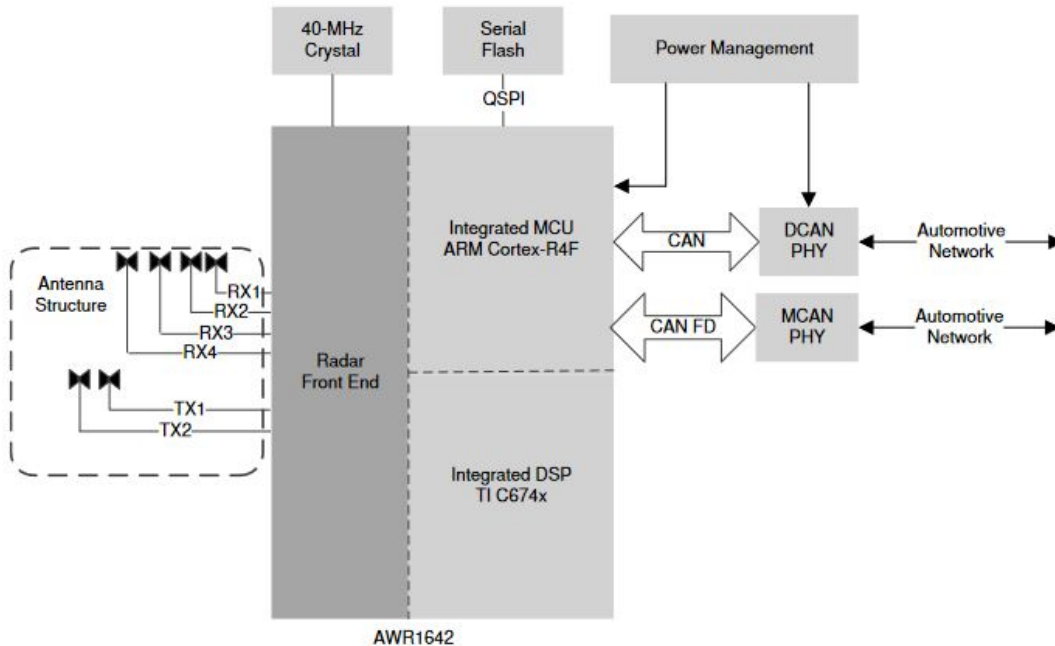 40-MHz
Crystal
Serial
Flash
Power Management
QSPI
Integrated MCU
ARM Cortex-R4F
CAN
DCAN
PHY
Automotive
Network
Antenna
Structure
RX1
RX2
RX3
RX4
Radar
Front End
CAN FD
MCAN
PHY
Automotive
Network
TX1
TX2
Integrated DSP
TI C674x
AWR1642